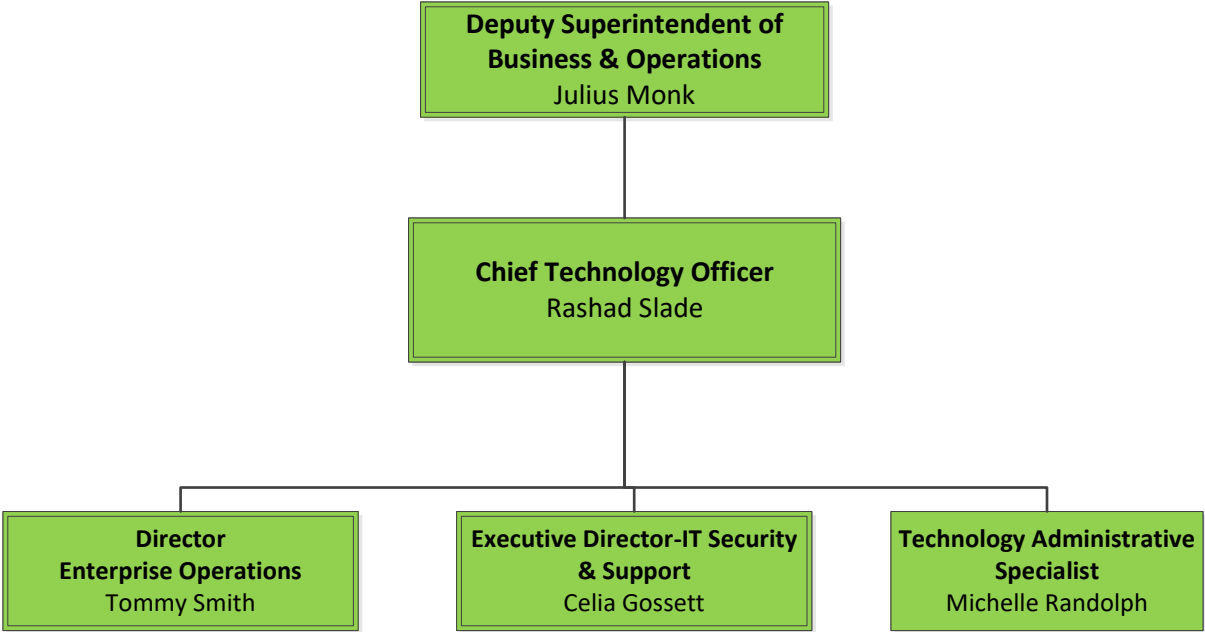 Deputy Superintendent of
Business & Operations
Julius Monk
Chief Technology Officer
Rashad Slade
Director
Enterprise Operations
Tommy Smith
Executive Director-IT Security
& Support
Celia Gossett
Technology Administrative
Specialist
Michelle Randolph